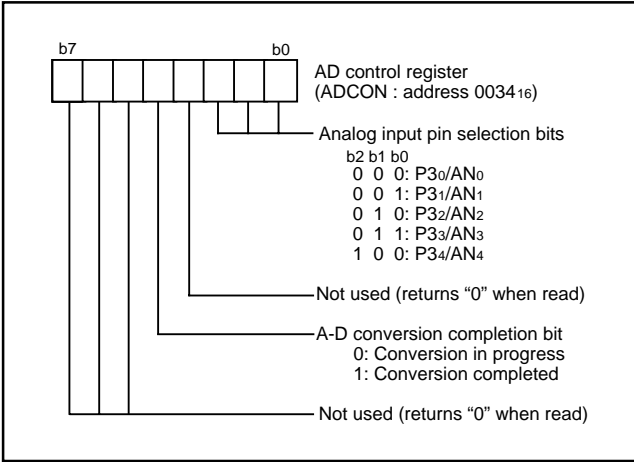 b7 b0
AD control register
(ADCON : address 0034₁₆)
Analog input pin selection bits
b2 b1 b0
0 0 0: P3₀/AN₀
0 0 1: P3₁/AN₁
0 1 0: P3₂/AN₂
0 1 1: P3₃/AN₃
1 0 0: P3₄/AN₄
Not used (returns “0” when read)
A-D conversion completion bit
0: Conversion in progress
1: Conversion completed
Not used (returns “0” when read)